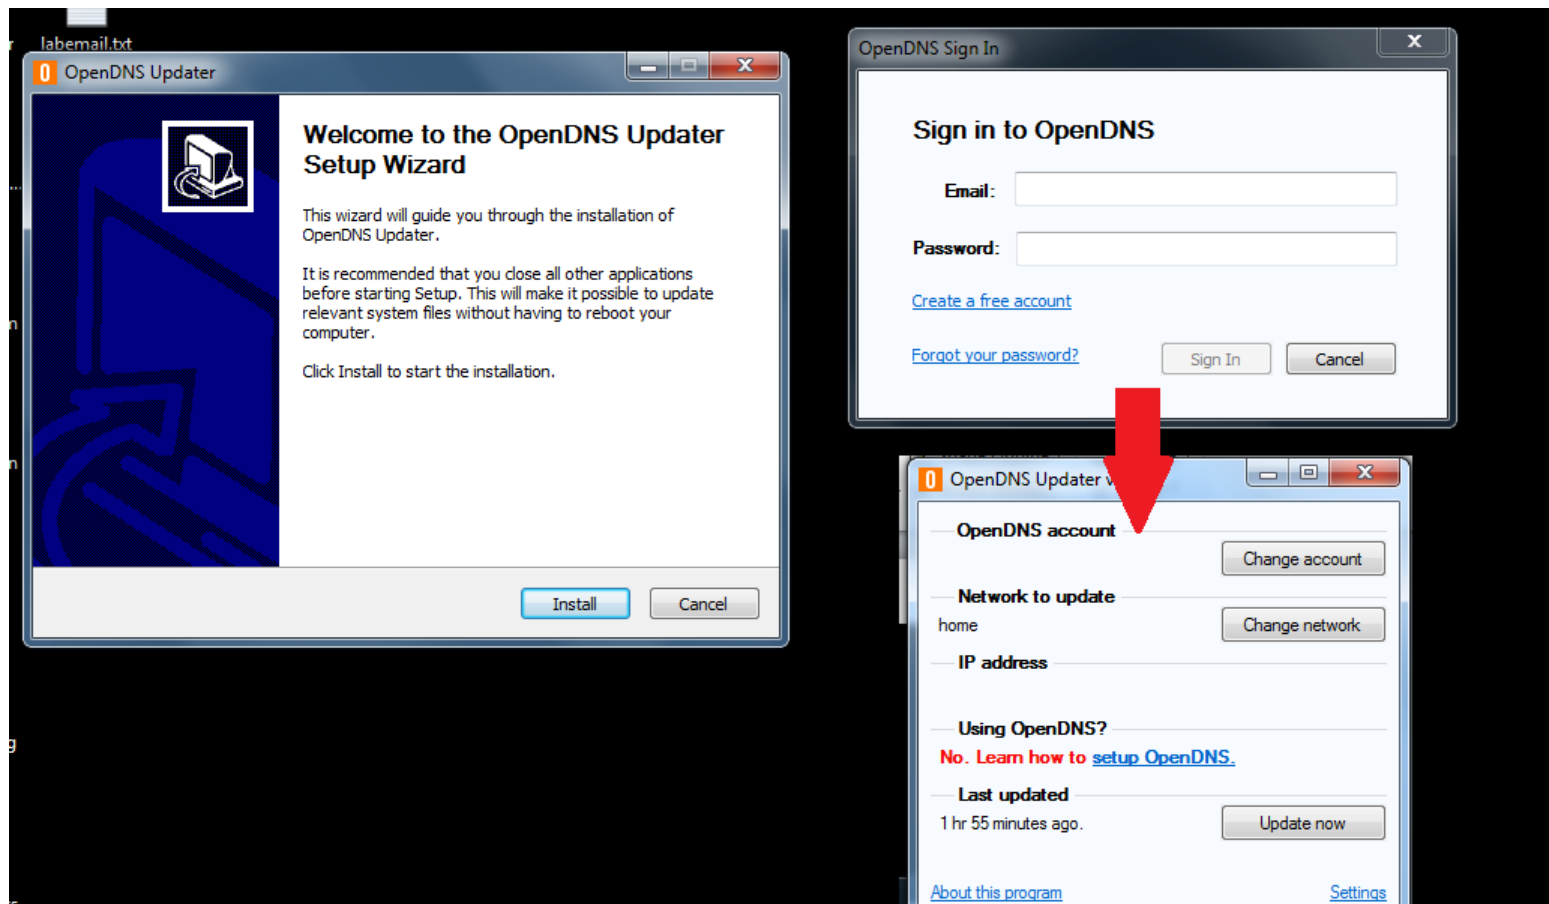 labemail.txt
OpenDNS Updater
Welcome to the OpenDNS Updater
Setup Wizard
This wizard will guide you through the installation of
OpenDNS Updater.
It is recommended that you close all other applications
before starting Setup. This will make it possible to update
relevant system files without having to reboot your
computer.
Click Install to start the installation.
Install
Cancel
OpenDNS Sign In
Sign in to OpenDNS
Email:
Password:
Create a free account
Forgot your password?
Sign In
Cancel
OpenDNS Updater
OpenDNS account
Change account
Network to update
home
Change network
IP address
Using OpenDNS?
No. Learn how to setup OpenDNS.
Last updated
1 hr 55 minutes ago.
Update now
About this program
Settings